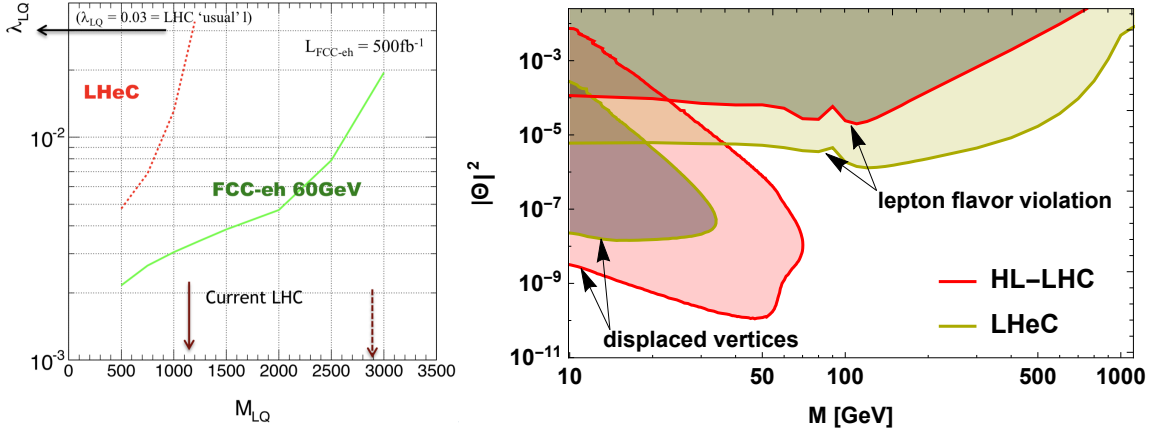 λLQ
(λLQ = 0.03 = LHC ‘usual’ l)
LFCC-eh = 500fb-1
LHeC
FCC-eh 60GeV
Current LHC
10-2
10-3
0 500 1000 1500 2000 2500 3000 3500
MLQ
|Θ|2
10-3
10-5
10-7
10-9
10-11
lepton flavor violation
displaced vertices
HL–LHC
LHeC
10 50 100 500 1000
M [GeV]